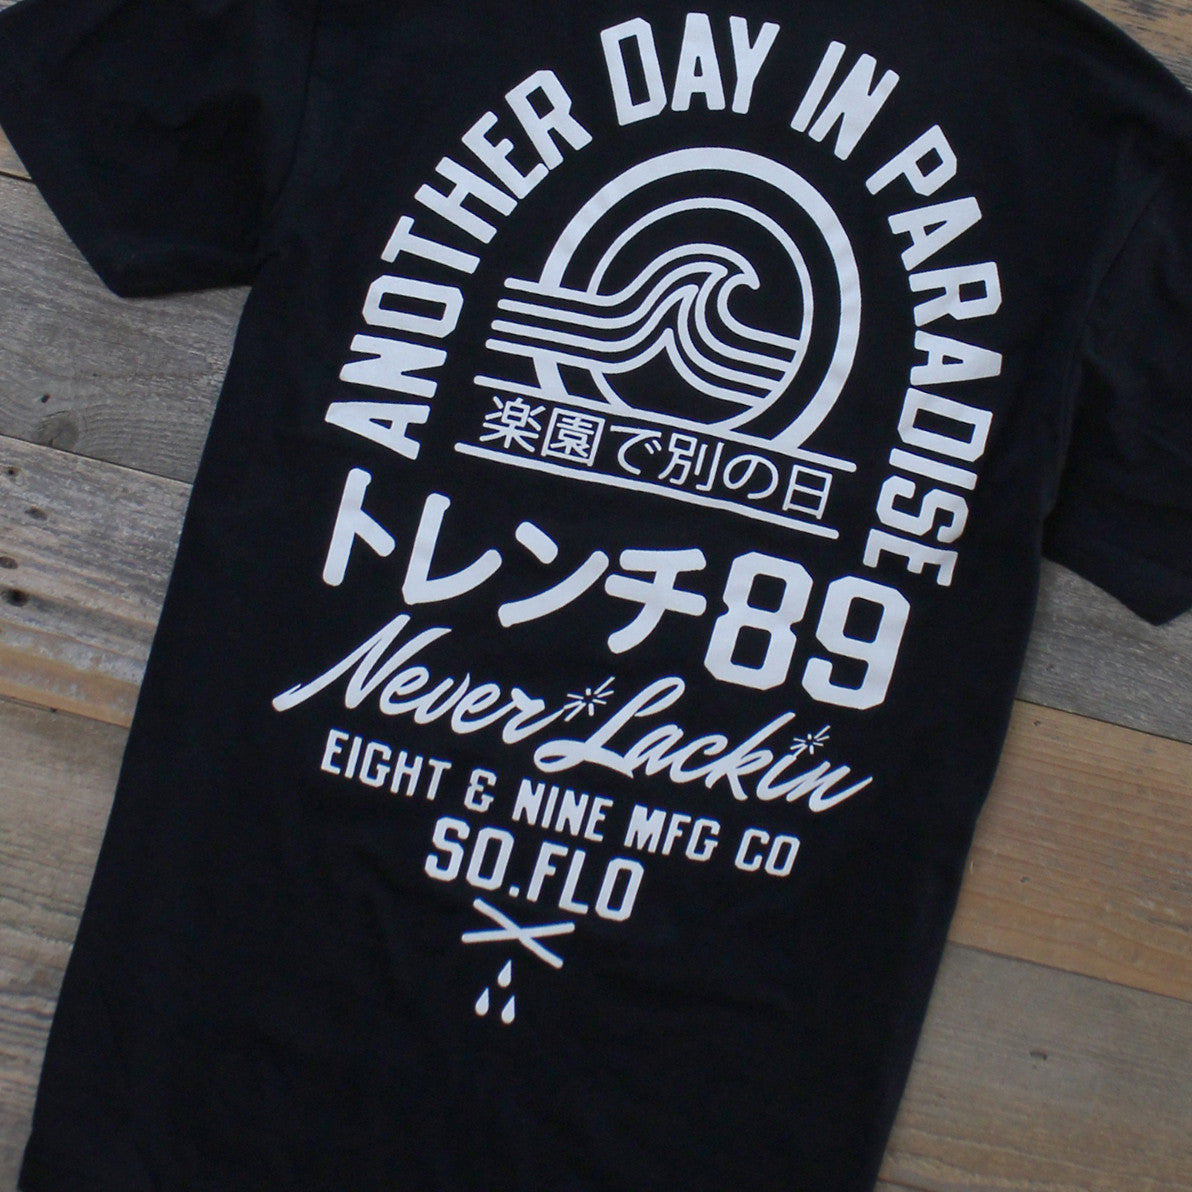 ANOTHER DAY IN PARADISE
楽園で別の日
トレンチ89
Never Lackin
EIGHT & NINE MFG CO
SO.FLO